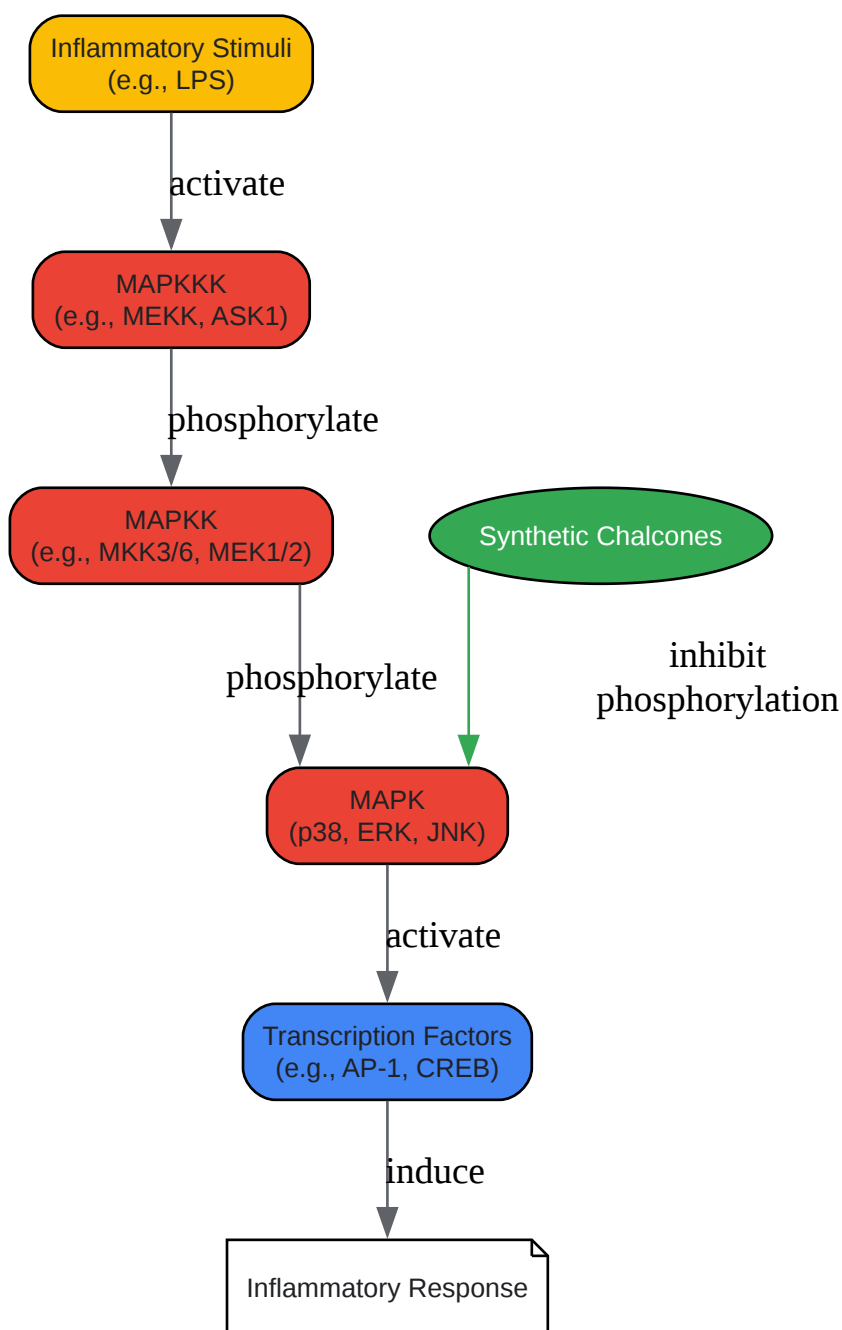 Inflammatory Stimuli
(e.g., LPS)
activate
MAPKKK
(e.g., MEKK, ASK1)
phosphorylate
MAPKK
(e.g., MKK3/6, MEK1/2)
Synthetic Chalcones
phosphorylate
inhibit
phosphorylation
MAPK
(p38, ERK, JNK)
activate
Transcription Factors
(e.g., AP-1, CREB)
induce
Inflammatory Response